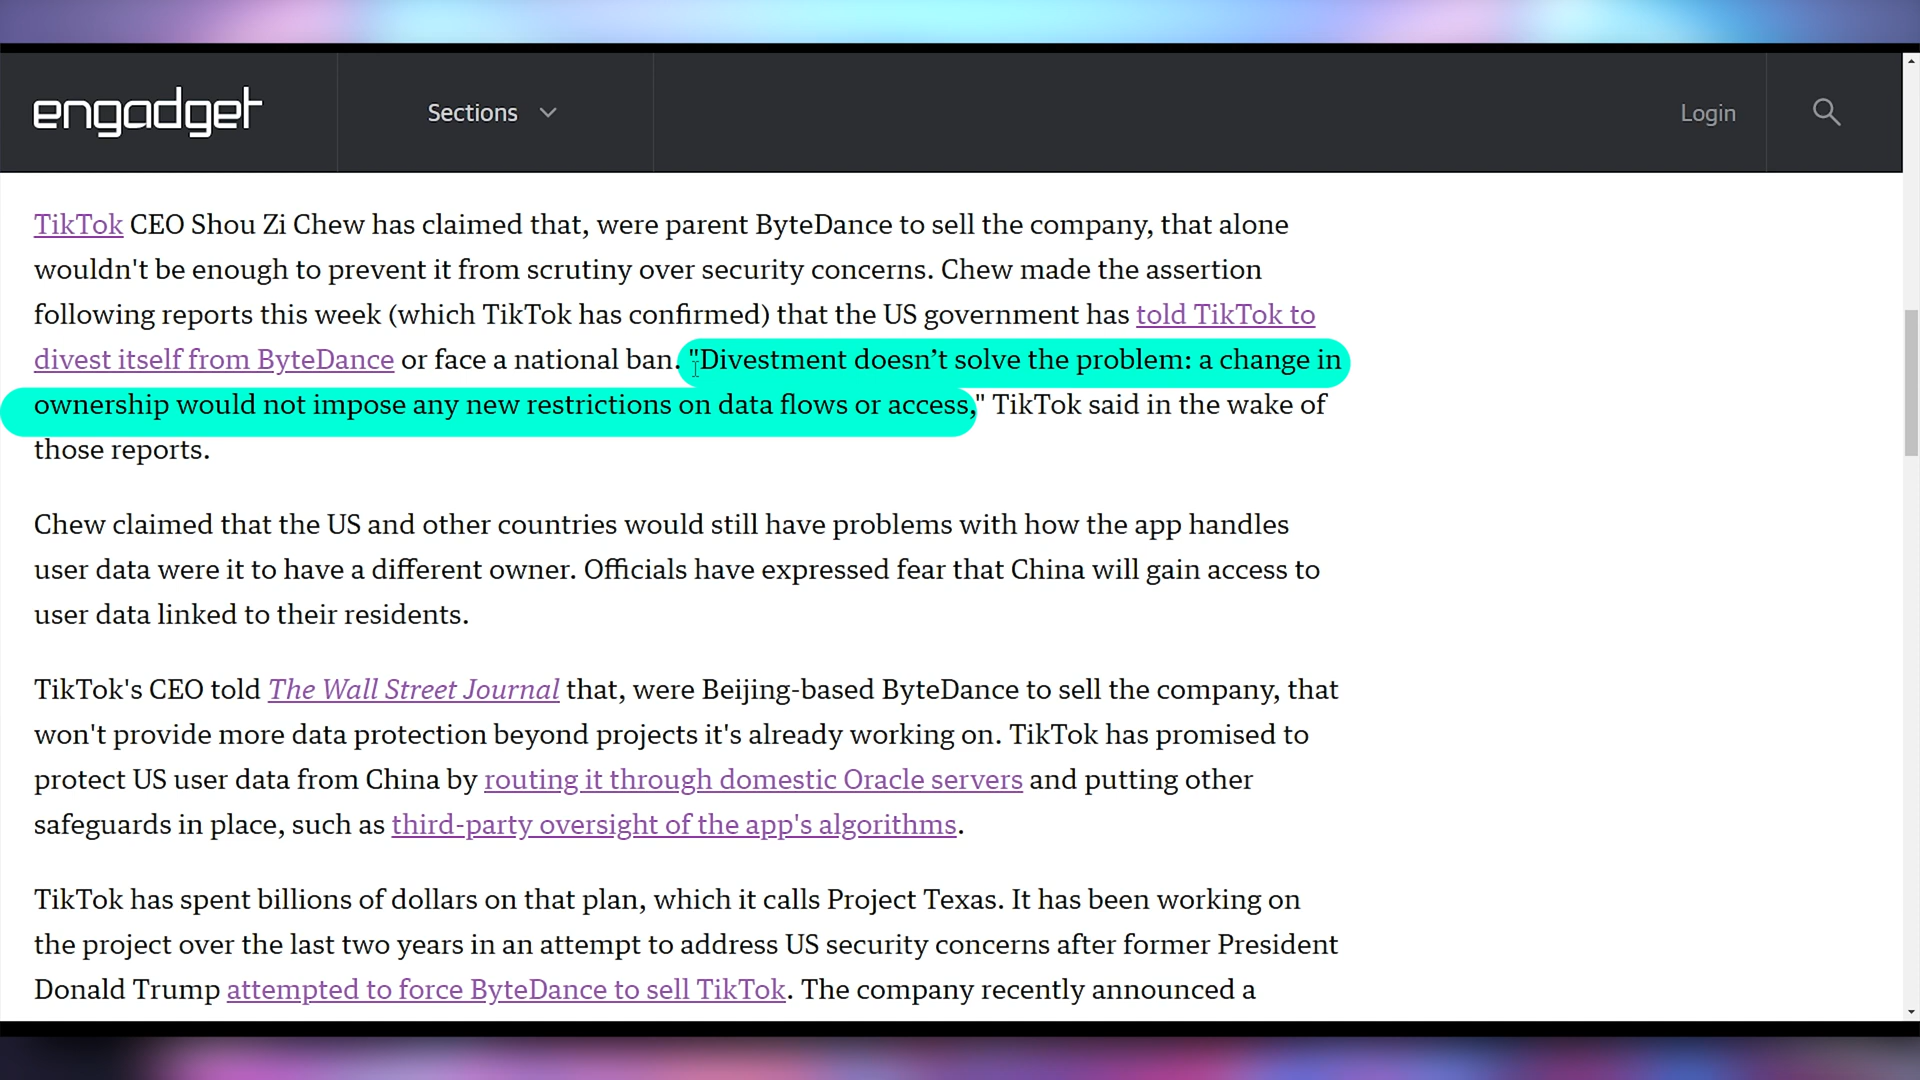 engadget
Sections
Login
TikTok CEO Shou Zi Chew has claimed that, were parent ByteDance to sell the company, that alone
wouldn't be enough to prevent it from scrutiny over security concerns. Chew made the assertion
following reports this week (which TikTok has confirmed) that the US government has told TikTok to
divest itself from ByteDance or face a national ban. "Divestment doesn’t solve the problem: a change in
ownership would not impose any new restrictions on data flows or access," TikTok said in the wake of
those reports.
Chew claimed that the US and other countries would still have problems with how the app handles
user data were it to have a different owner. Officials have expressed fear that China will gain access to
user data linked to their residents.
TikTok's CEO told The Wall Street Journal that, were Beijing-based ByteDance to sell the company, that
won't provide more data protection beyond projects it's already working on. TikTok has promised to
protect US user data from China by routing it through domestic Oracle servers and putting other
safeguards in place, such as third-party oversight of the app's algorithms.
TikTok has spent billions of dollars on that plan, which it calls Project Texas. It has been working on
the project over the last two years in an attempt to address US security concerns after former President
Donald Trump attempted to force ByteDance to sell TikTok. The company recently announced a